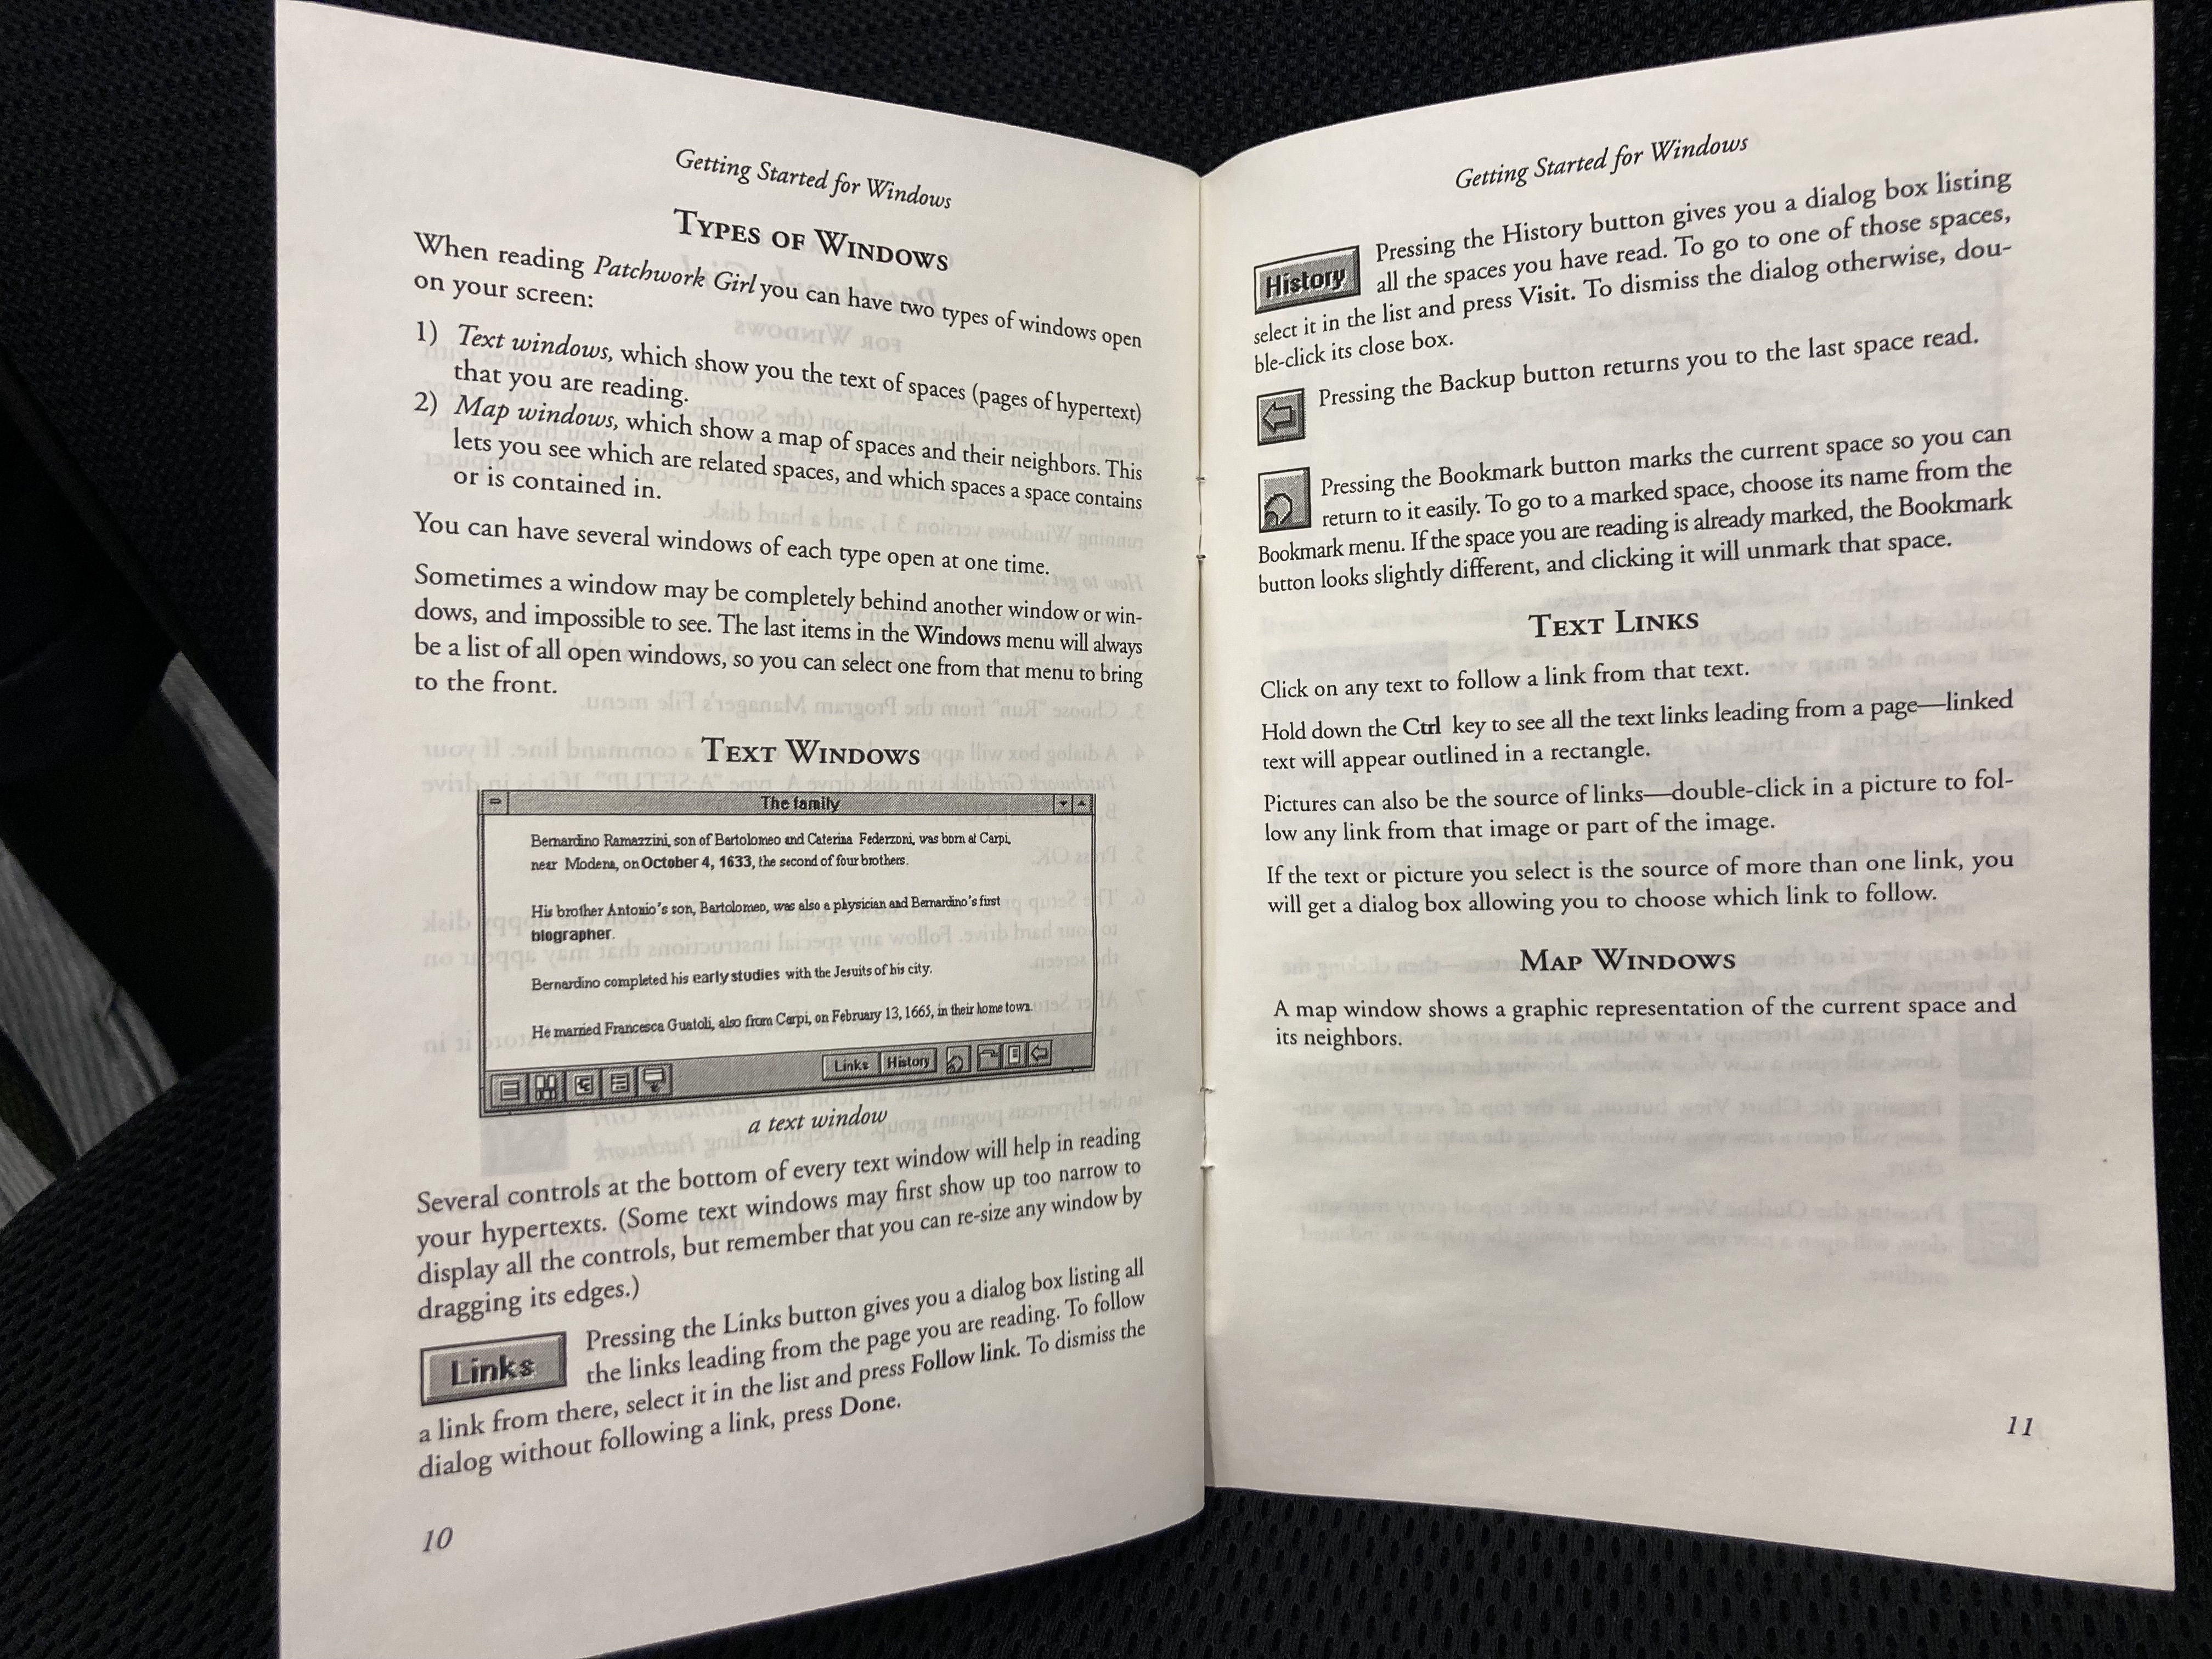 Getting Started for Windows
TYPES OF WINDOWS
When reading Patchwork Girl you can have two types of windows open
on your screen:
1) Text windows, which show you the text of spaces (pages of hypertext)
that you are reading.
2) Map windows, which show a map of spaces and their neighbors. This
lets you see which are related spaces, and which spaces a space contains
or is contained in.
You can have several windows of each type open at one time.
Sometimes a window may be completely behind another window or win-
dows, and impossible to see. The last items in the Windows menu will always
be a list of all open windows, so you can select one from that menu to bring
to the front.
TEXT WINDOWS
The family
Bernardino Ramazzini, son of Bartolomeo and Caterina Federzoni, was born at Carpi,
near Modena, on October 4, 1633, the second of four brothers.
His brother Antonio's son, Bartolomeo, was also a physician and Bernardino's first
biographer.
Bernardino completed his early studies with the Jesuits of his city.
He married Francesca Guatoli, also from Carpi, on February 13, 1665, in their home town.
Links History
a text window
Several controls at the bottom of every text window will help in reading
your hypertexts. (Some text windows may first show up too narrow to
display all the controls, but remember that you can re-size any window by
dragging its edges.)
Links Pressing the Links button gives you a dialog box listing all
the links leading from the page you are reading. To follow
a link from there, select it in the list and press Follow link. To dismiss the
dialog without following a link, press Done.
10
Getting Started for Windows
History Pressing the History button gives you a dialog box listing
all the spaces you have read. To go to one of those spaces,
select it in the list and press Visit. To dismiss the dialog otherwise, dou-
ble-click its close box.
Pressing the Backup button returns you to the last space read.
Pressing the Bookmark button marks the current space so you can
return to it easily. To go to a marked space, choose its name from the
Bookmark menu. If the space you are reading is already marked, the Bookmark
button looks slightly different, and clicking it will unmark that space.
TEXT LINKS
Click on any text to follow a link from that text.
Hold down the Ctrl key to see all the text links leading from a page—linked
text will appear outlined in a rectangle.
Pictures can also be the source of links—double-click in a picture to fol-
low any link from that image or part of the image.
If the text or picture you select is the source of more than one link, you
will get a dialog box allowing you to choose which link to follow.
MAP WINDOWS
A map window shows a graphic representation of the current space and
its neighbors.
11